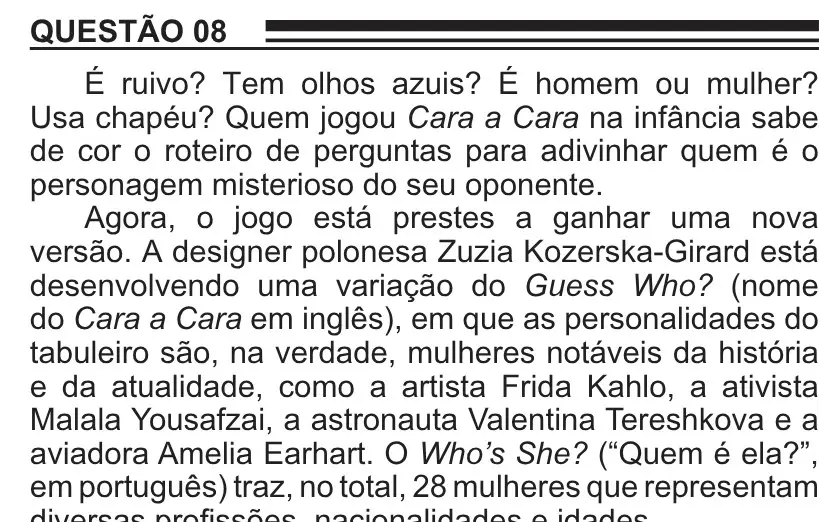 QUESTÃO 08
É ruivo? Tem olhos azuis? É homem ou mulher?
Usa chapéu? Quem jogou Cara a Cara na infância sabe
de cor o roteiro de perguntas para adivinhar quem é o
personagem misterioso do seu oponente.
Agora, o jogo está prestes a ganhar uma nova
versão. A designer polonesa Zuzia Kozerska-Girard está
desenvolvendo uma variação do Guess Who? (nome
do Cara a Cara em inglês), em que as personalidades do
tabuleiro são, na verdade, mulheres notáveis da história
e da atualidade, como a artista Frida Kahlo, a ativista
Malala Yousafzai, a astronauta Valentina Tereshkova e a
aviadora Amelia Earhart. O Who’s She? (“Quem é ela?”,
em português) traz, no total, 28 mulheres que representam
diversas profissões, nacionalidades e idades.